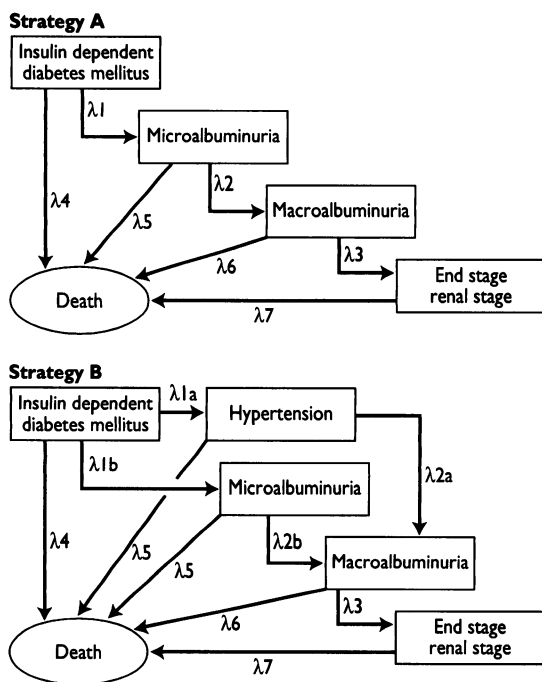 Strategy A
Insulin dependent
diabetes mellitus
λ1
Microalbuminuria
λ4
λ2
λ5
Macroalbuminuria
λ6
λ3
Death
End stage
renal stage
λ7
Strategy B
Insulin dependent
diabetes mellitus
λ1a
Hypertension
λ1b
Microalbuminuria
λ2a
λ4
λ5
λ5
λ2b
Macroalbuminuria
λ6
λ3
Death
End stage
renal stage
λ7